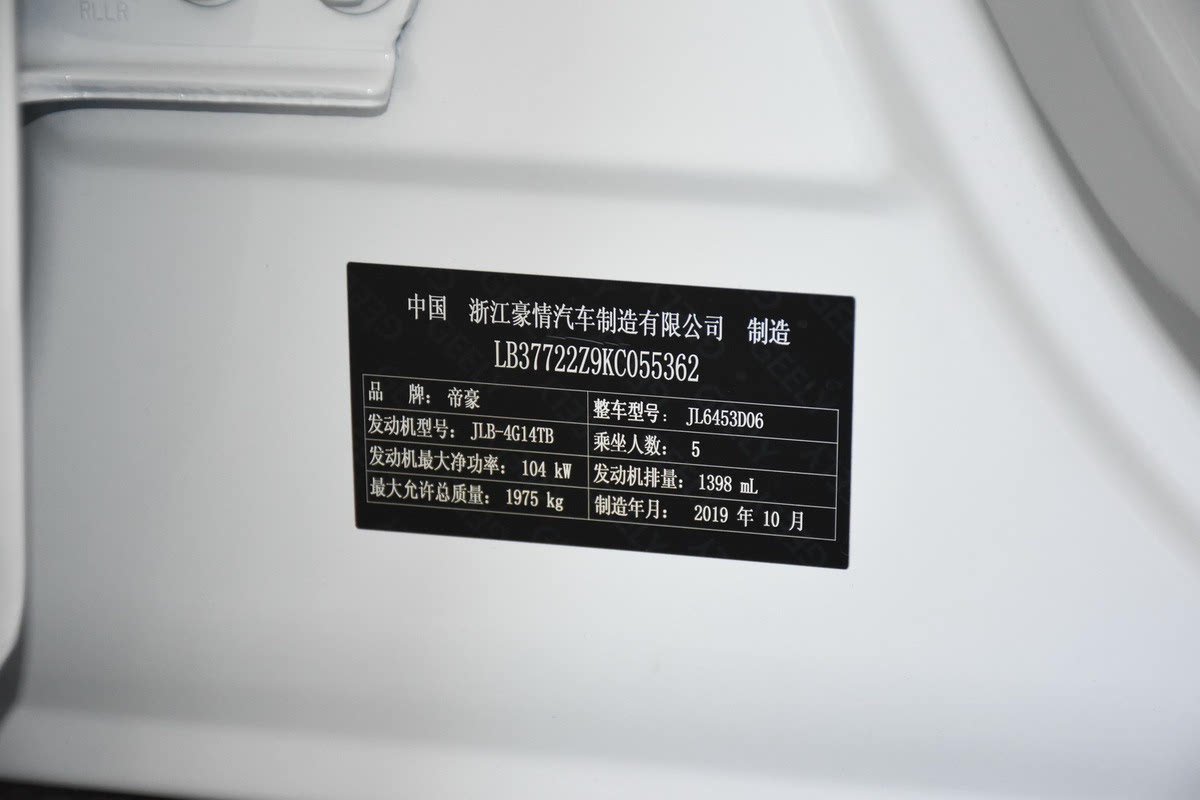 RLLR
中国 浙江豪情汽车制造有限公司 制造
LB37722Z9KC055362
品 牌: 帝豪
整车型号: JL6453D06
发动机型号: JLB-4G14TB
乘坐人数: 5
发动机最大净功率: 104 kW
发动机排量: 1398 mL
最大允许总质量: 1975 kg
制造年月: 2019 年 10 月